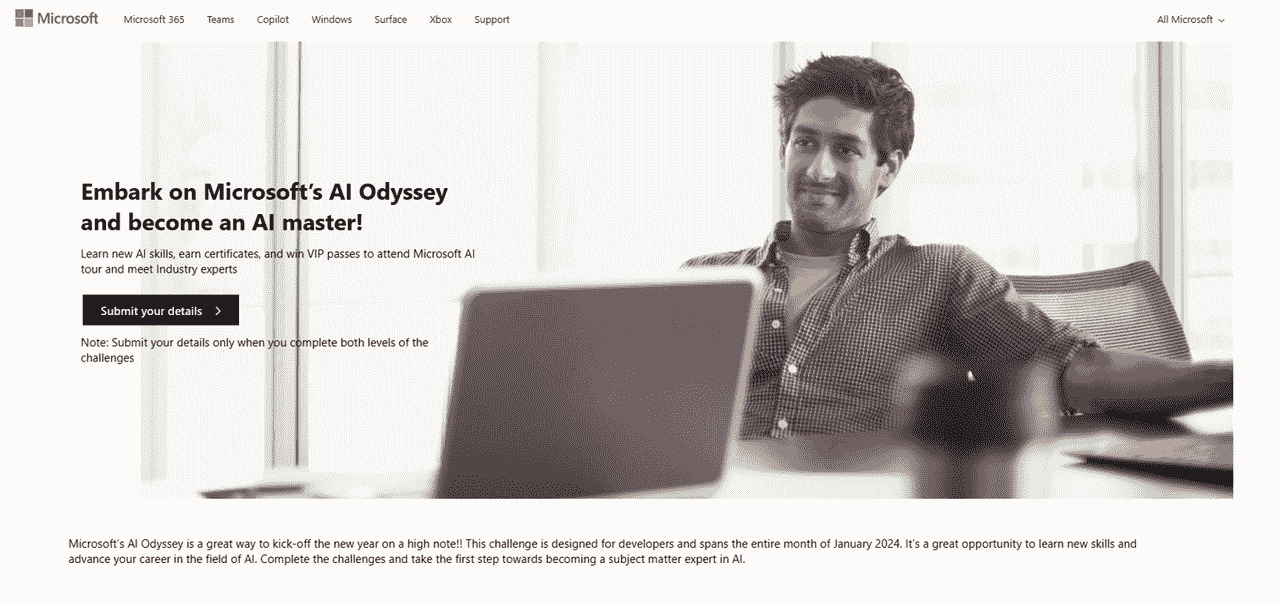 Microsoft
Microsoft 365 Teams Copilot Windows Surface Xbox Support
All Microsoft
Embark on Microsoft’s AI Odyssey
and become an AI master!
Learn new AI skills, earn certificates, and win VIP passes to attend Microsoft AI
tour and meet Industry experts
Submit your details
Note: Submit your details only when you complete both levels of the
challenges
Microsoft’s AI Odyssey is a great way to kick-off the new year on a high note!! This challenge is designed for developers and spans the entire month of January 2024. It’s a great opportunity to learn new skills and
advance your career in the field of AI. Complete the challenges and take the first step towards becoming a subject matter expert in AI.